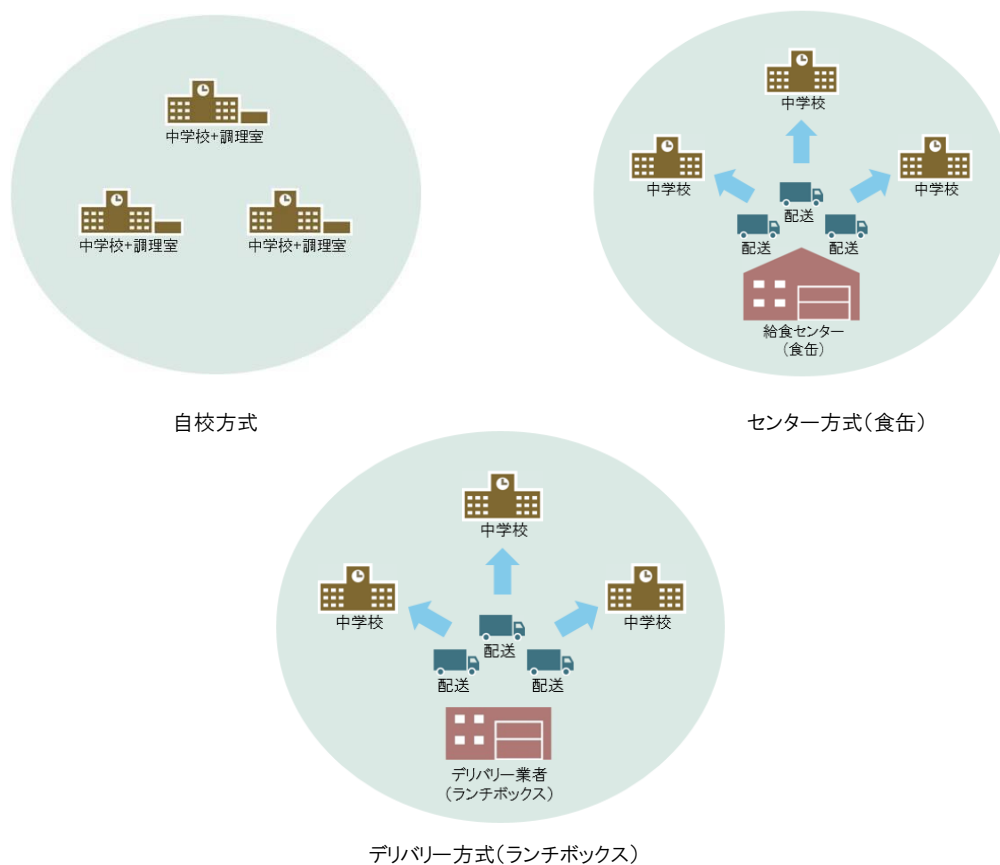 中学校+調理室
中学校+調理室
中学校+調理室
自校方式
中学校
中学校
中学校
配送
配送
配送
給食センター
(食缶)
センター方式(食缶)
中学校
中学校
中学校
配送
配送
配送
デリバリー業者
(ランチボックス)
デリバリー方式(ランチボックス)